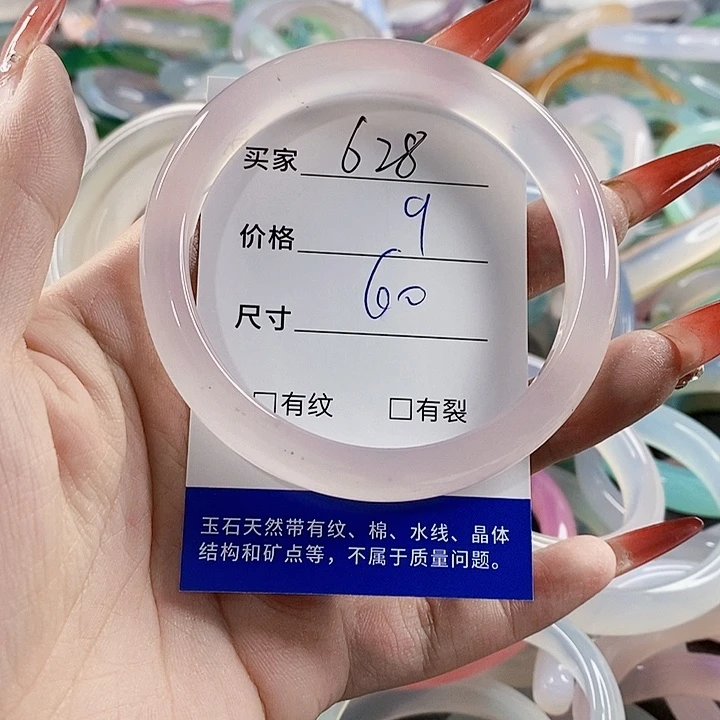 买家 628
价格 9
尺寸 60
□有纹 □有裂
玉石天然带有纹、棉、水线、晶体
结构和矿点等，不属于质量问题。